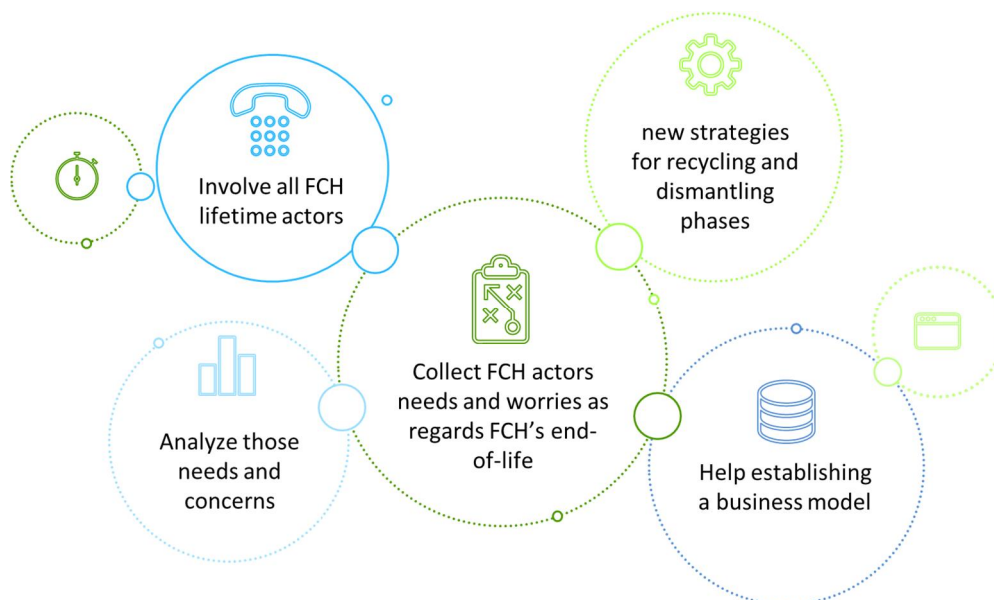 Involve all FCH
lifetime actors
new strategies
for recycling and
dismantling
phases
Collect FCH actors
needs and worries as
regards FCH’s end-
of-life
Analyze those
needs and
concerns
Help establishing
a business model